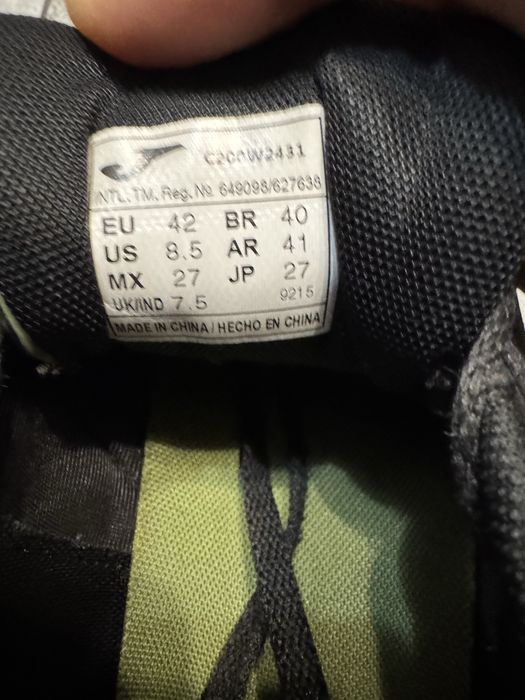 C200W2431
INTL. TM. Reg. Nº 649098/627638
EU 42 BR 40
US 8.5 AR 41
MX 27 JP 27
UK/IND 7.5 9215
MADE IN CHINA / HECHO EN CHINA